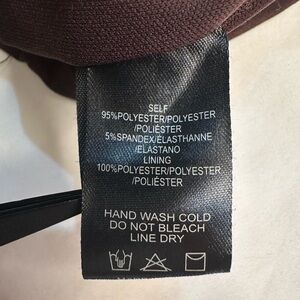 SELF
95%POLYESTER/POLYESTER
/POLIÉSTER
5%SPANDEX/ÉLASTHANNE
/ELASTANO
LINING
100%POLYESTER/POLYESTER
/POLIÉSTER
HAND WASH COLD
DO NOT BLEACH
LINE DRY